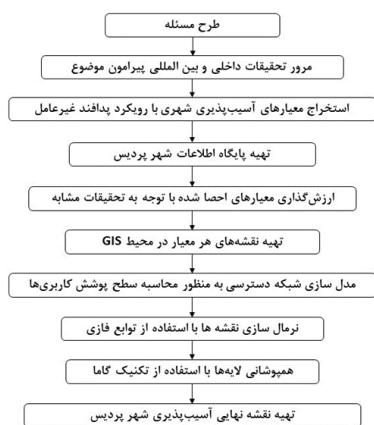 طرح مسئله
مرور تحقیقات داخلی و بین المللی پیرامون موضوع
استخراج معیارهای آسیب‌پذیری شهری با رویکرد پدافند غیرعامل
تهیه پایگاه اطلاعات شهر پردیس
ارزش‌گذاری معیارهای احصا شده با توجه به تحقیقات مشابه
تهیه نقشه‌های هر معیار در محیط GIS
مدل سازی شبکه دسترسی به منظور محاسبه سطح پوشش کاربری‌ها
نرمال سازی نقشه ها با استفاده از توابع فازی
همپوشانی لایه‌ها با استفاده از تکنیک گاما
تهیه نقشه نهایی آسیب‌پذیری شهر پردیس